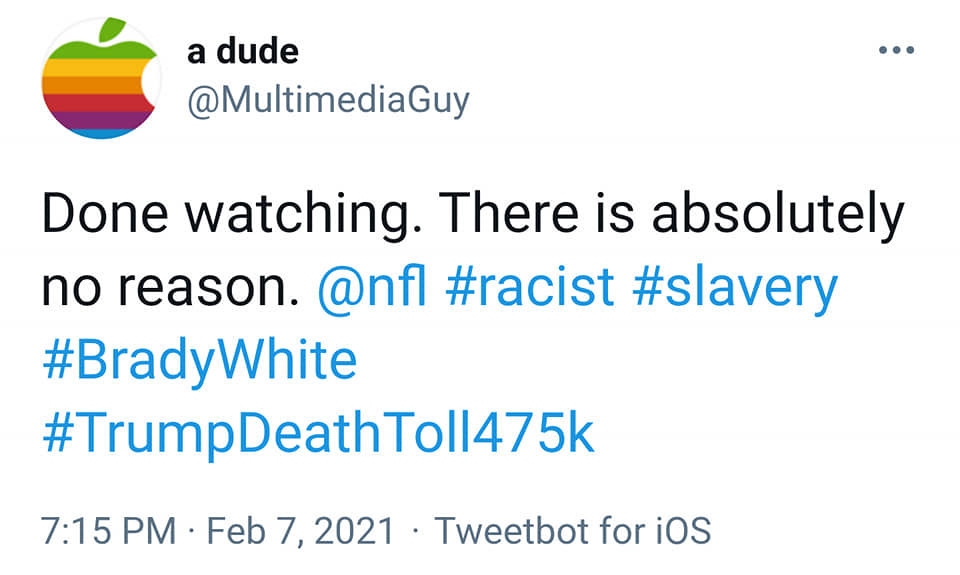 a dude
@MultimediaGuy
Done watching. There is absolutely
no reason. @nfl #racist #slavery
#BradyWhite
#TrumpDeathToll475k
7:15 PM · Feb 7, 2021 · Tweetbot for iOS